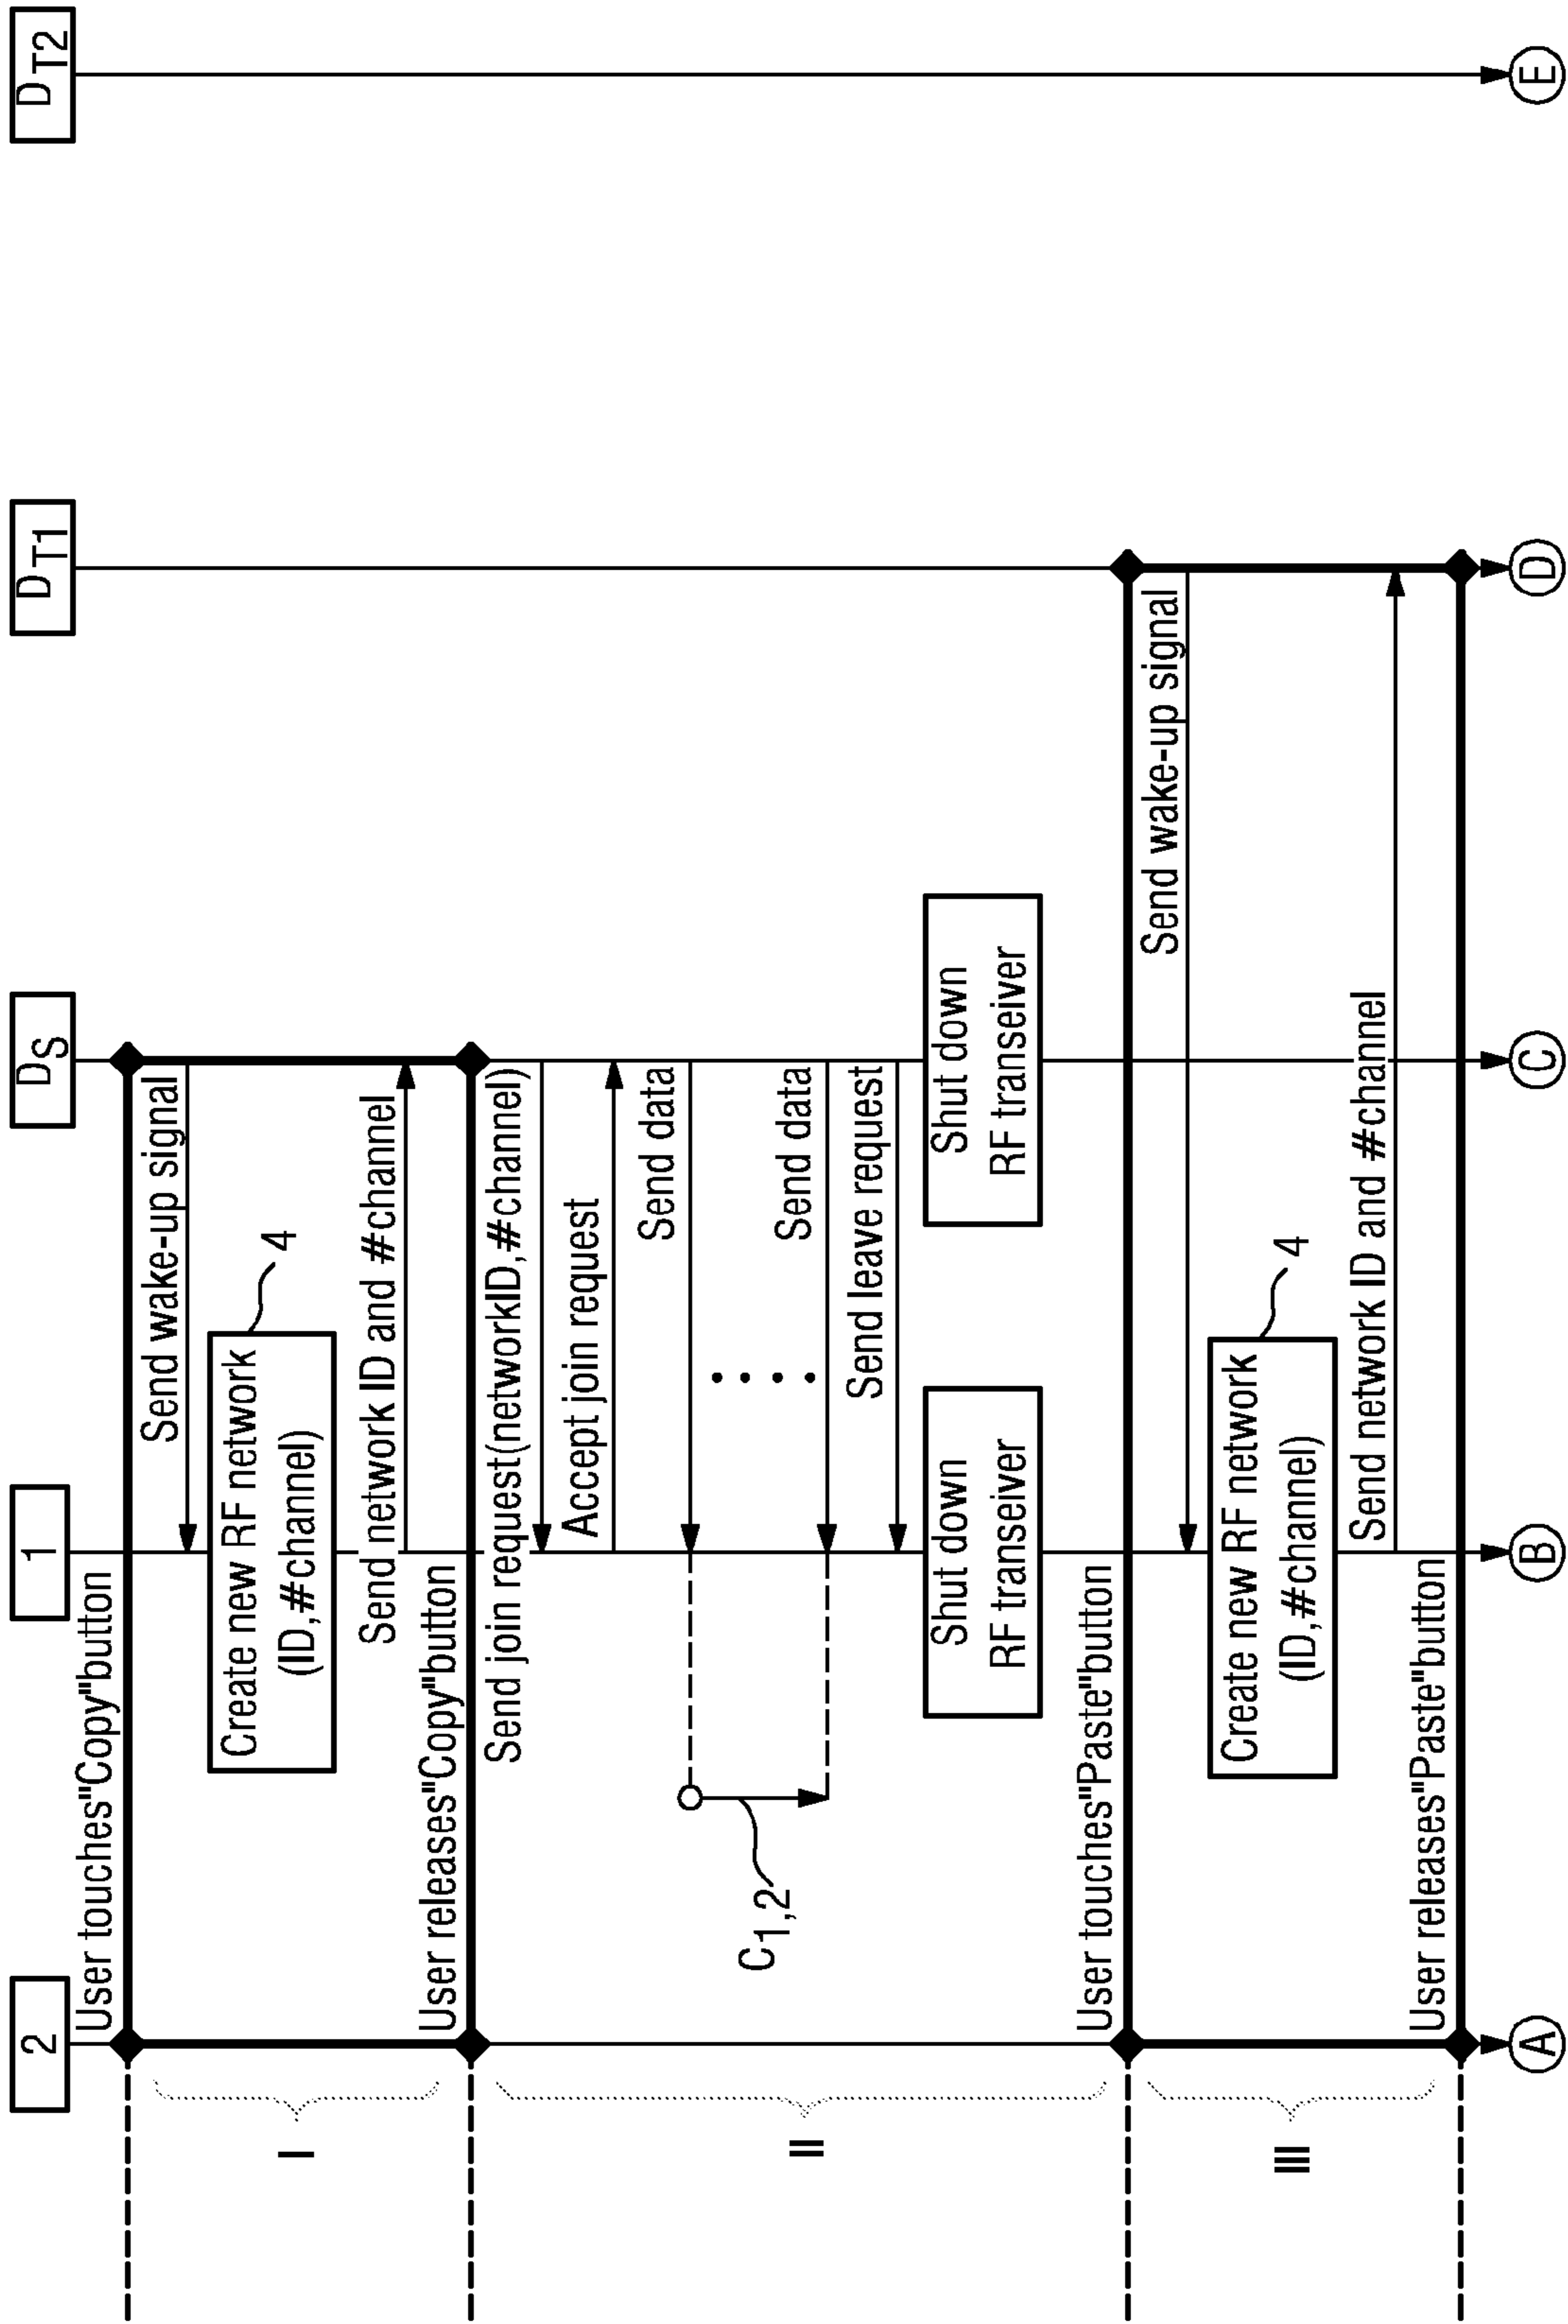 2
1
DS
DT1
DT2
User touches"Copy"button
Send wake-up signal
Create new RF network
(ID,#channel)
4
I
Send network ID and #channel
User releases"Copy"button
Send join request(networkID,#channel)
Accept join request
Send data
C1,2
II
Send data
Send leave request
Shut down
RF transeiver
Shut down
RF transeiver
User touches"Paste"button
Send wake-up signal
Create new RF network
(ID,#channel)
4
III
Send network ID and #channel
User releases"Paste"button
A
B
C
D
E